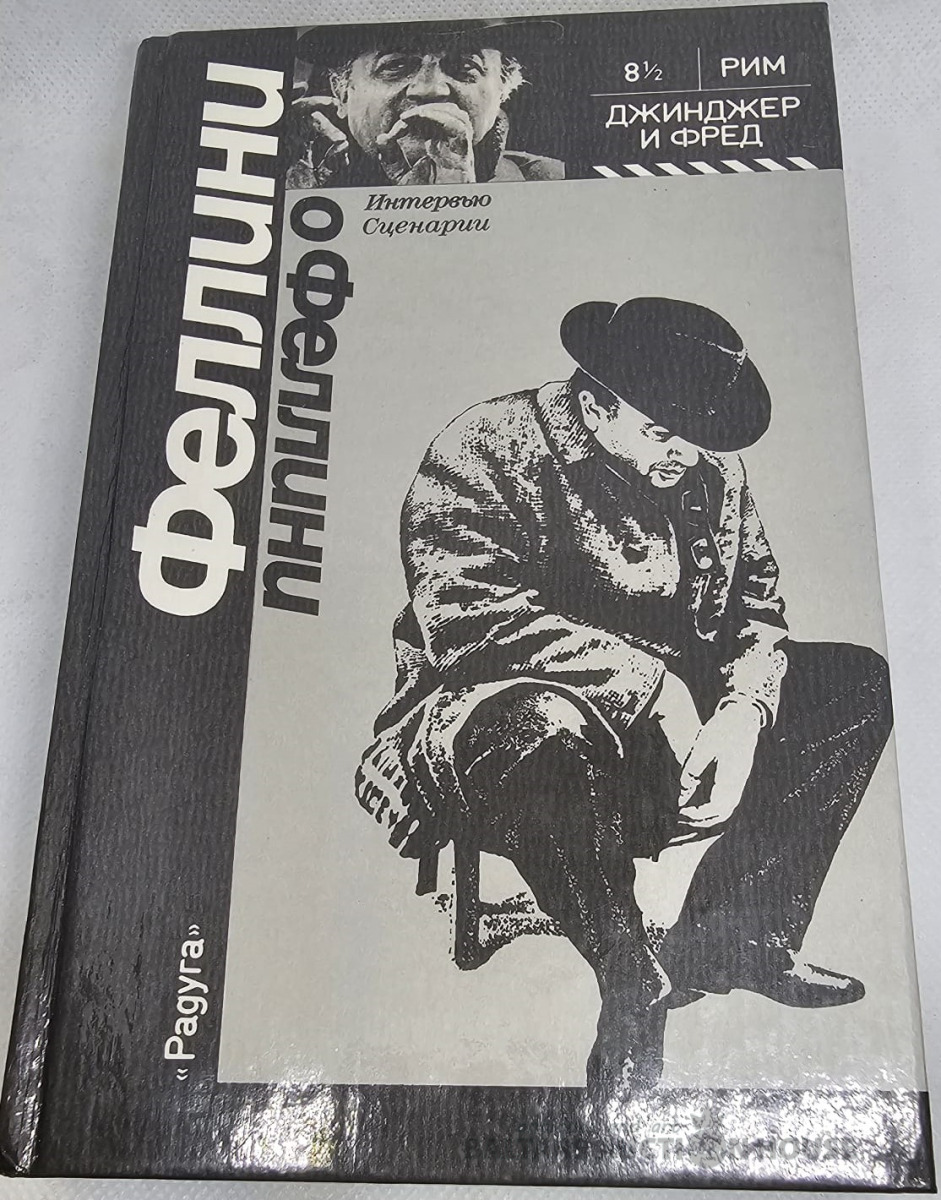 Феллини
о Феллини
8½
РИМ
ДЖИНДЖЕР
И ФРЕД
Интервью
Сценарии
«Радуга»